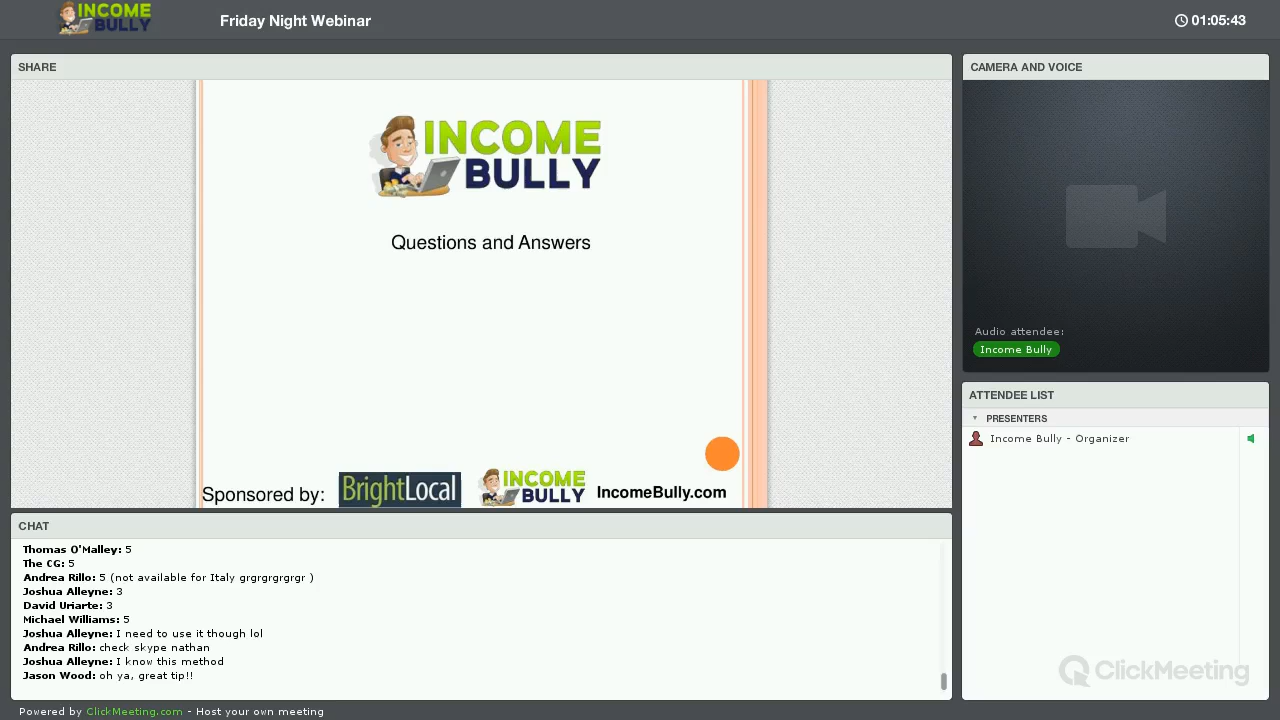 INCOME
BULLY
Friday Night Webinar
01:05:43
SHARE
INCOME
BULLY
Questions and Answers
Sponsored by:
BrightLocal
INCOME
BULLY
IncomeBully.com
CAMERA AND VOICE
Audio attendee:
Income Bully
ATTENDEE LIST
PRESENTERS
Income Bully - Organizer
ClickMeeting
CHAT
Thomas O'Malley: 5
The CG: 5
Andrea Rillo: 5 (not available for Italy grgrgrgrgrgr )
Joshua Alleyne: 3
David Uriarte: 3
Michael Williams: 5
Joshua Alleyne: I need to use it though lol
Andrea Rillo: check skype nathan
Joshua Alleyne: I know this method
Jason Wood: oh ya, great tip!!
Powered by ClickMeeting.com - Host your own meeting